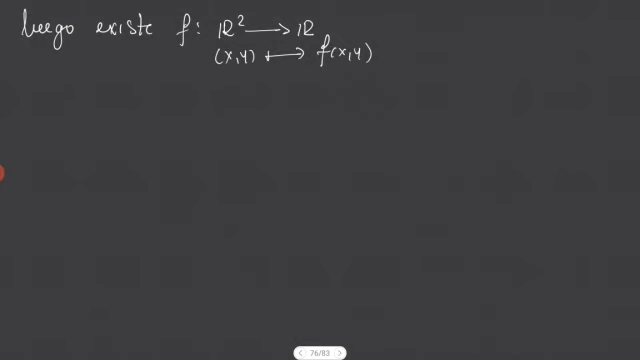 luego existe f: ℝ² ⟶ ℝ
(x,y) ⟼ f(x,y)
76/83